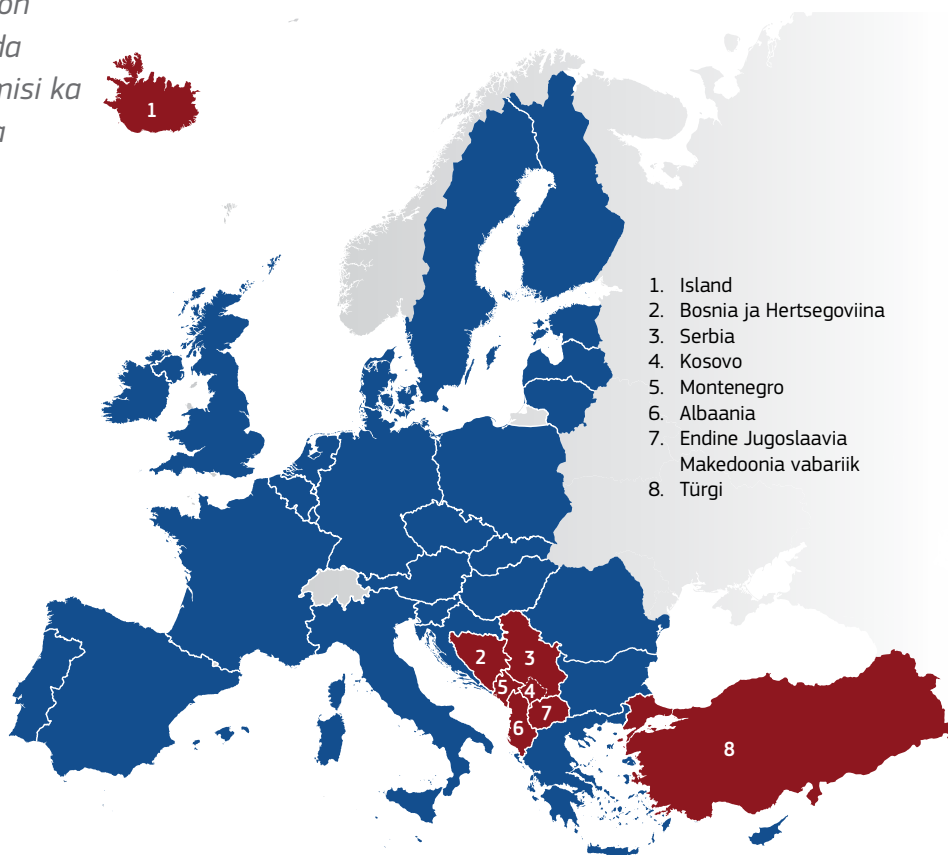 ka
1
1. Island
2. Bosnia ja Hertsegoviina
3. Serbia
4. Kosovo
5. Montenegro
6. Albaania
7. Endine Jugoslaavia
Makedoonia vabariik
8. Türgi
2
3
5
4
7
6
8